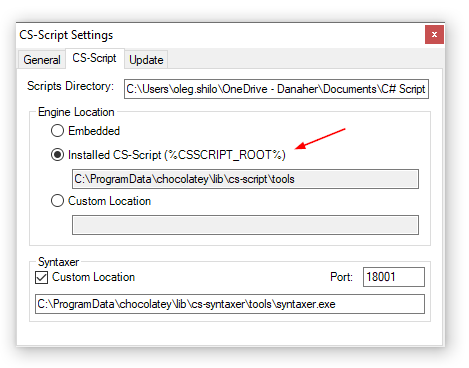 CS-Script Settings
x
General CS-Script Update
Scripts Directory: C:\Users\oleg.shilo\OneDrive - Danaher\Documents\C# Script
Engine Location
Embedded
Installed CS-Script (%CSSCRIPT_ROOT%)
C:\ProgramData\chocolatey\lib\cs-script\tools
Custom Location
Syntaxer
Custom Location Port: 18001
C:\ProgramData\chocolatey\lib\cs-syntaxer\tools\syntaxer.exe